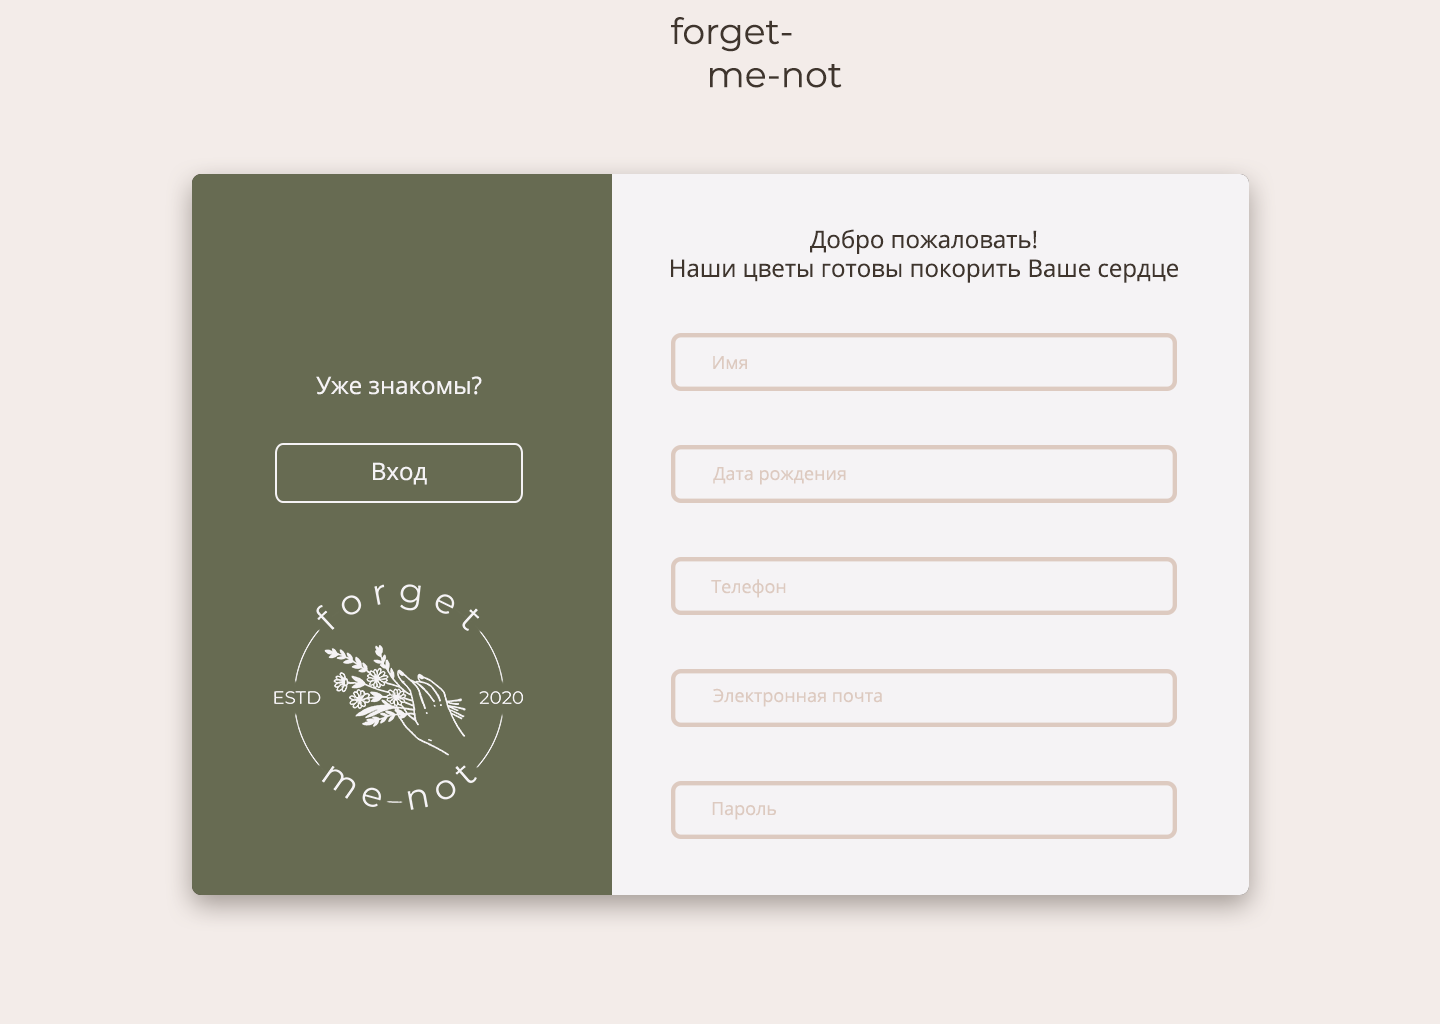 forget-
me-not
Уже знакомы?
Вход
forget
ESTD
2020
me-not
Добро пожаловать!
Наши цветы готовы покорить Ваше сердце
Имя
Дата рождения
Телефон
Электронная почта
Пароль